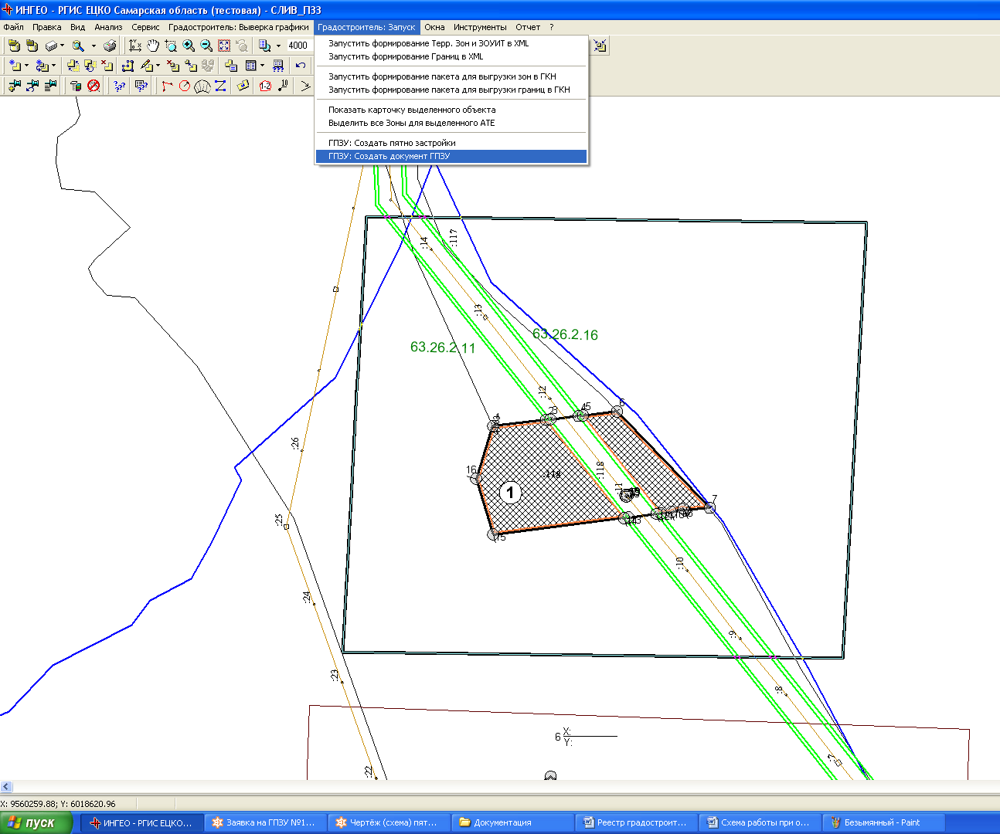 ИНГЕО - РГИС ЕЦКО Самарская область (тестовая) - СЛИВ_ПЗЗ
Файл Правка Вид Анализ Сервис Градостроитель: Выверка графики Градостроитель: Запуск Окна Инструменты Отчет ?
4000
Запустить формирование Терр. Зон и ЗОУИТ в XML
Запустить формирование Границ в XML
Запустить формирование пакета для выгрузки зон в ГКН
Запустить формирование пакета для выгрузки границ в ГКН
Показать карточку выделенного объекта
Выделить все Зоны для выделенного АТЕ
ГПЗУ: Создать пятно застройки
ГПЗУ: Создать документ ГПЗУ
:117
:14
:13
63.26.2.16
63.26.2.11
:12
6
45
:26
16
:118
:118
1
7
:25
15
:10
:24
:9
:23
:8
6 X:
Y:
:7
:22
X: 9560259.88; Y: 6018620.96
пуск
ИНГЕО - РГИС ЕЦКО...
Заявка на ГПЗУ №1...
Чертёж (схема) пят...
Документация
Реестр градостроит...
Схема работы при о...
Безымянный - Paint